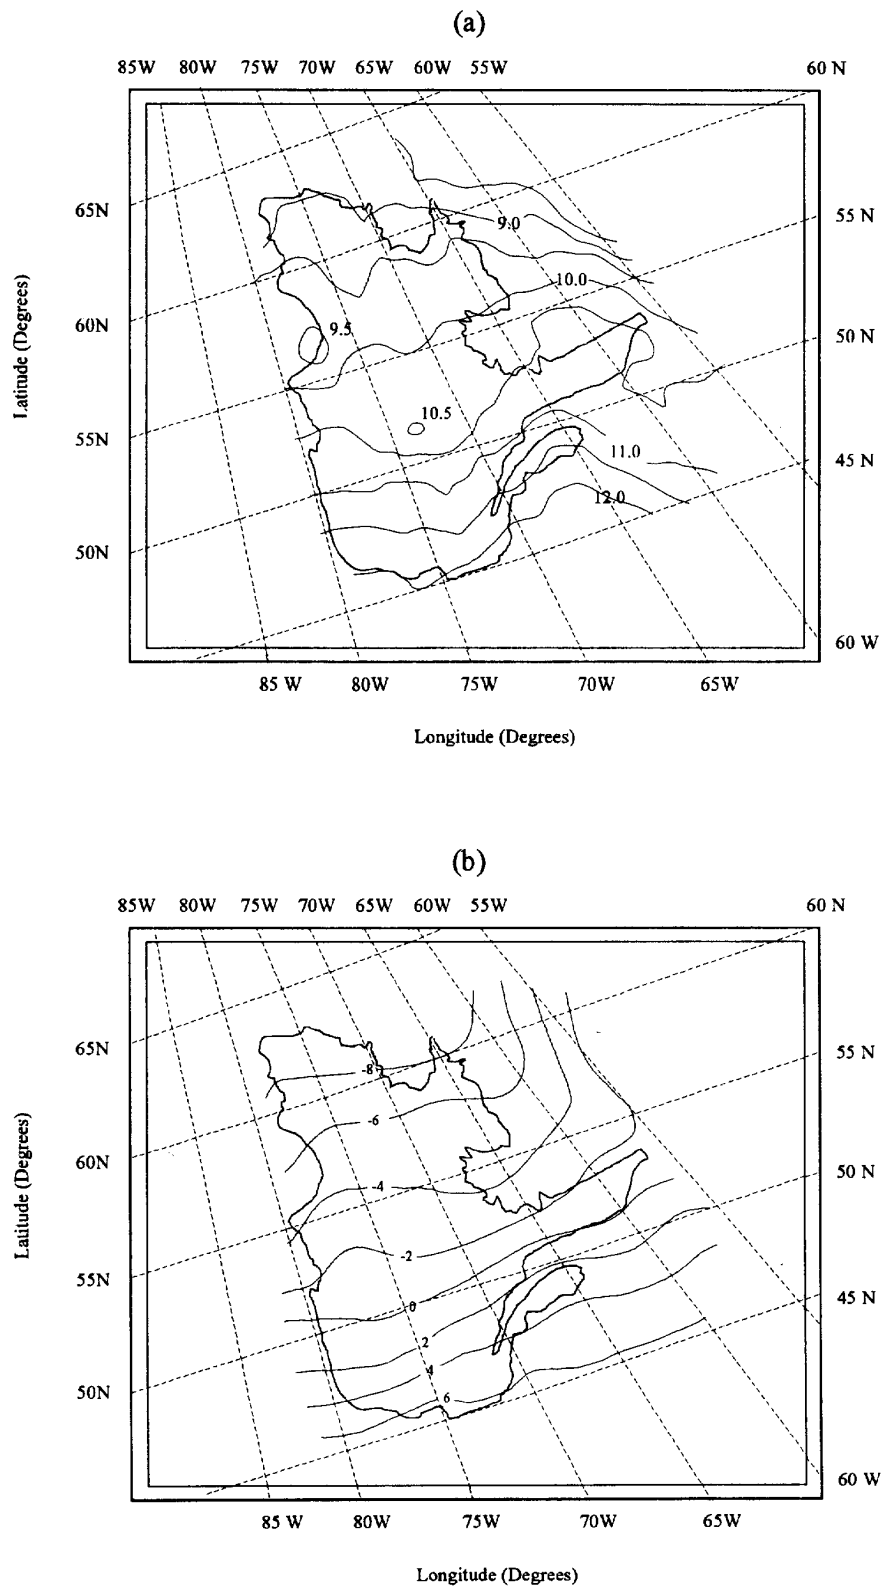 (a)
85W 80W 75W 70W 65W 60W 55W 60 N
65N
55 N
9.0
10.0
60N
9.5
50 N
Latitude (Degrees)
10.5
55N
11.0
45 N
12.0
50N
60 W
85 W 80W 75W 70W 65W
Longitude (Degrees)
(b)
85W 80W 75W 70W 65W 60W 55W 60 N
65N
55 N
-8
-6
60N
50 N
-4
Latitude (Degrees)
-2
55N
45 N
0
2
4
50N
6
60 W
85 W 80W 75W 70W 65W
Longitude (Degrees)